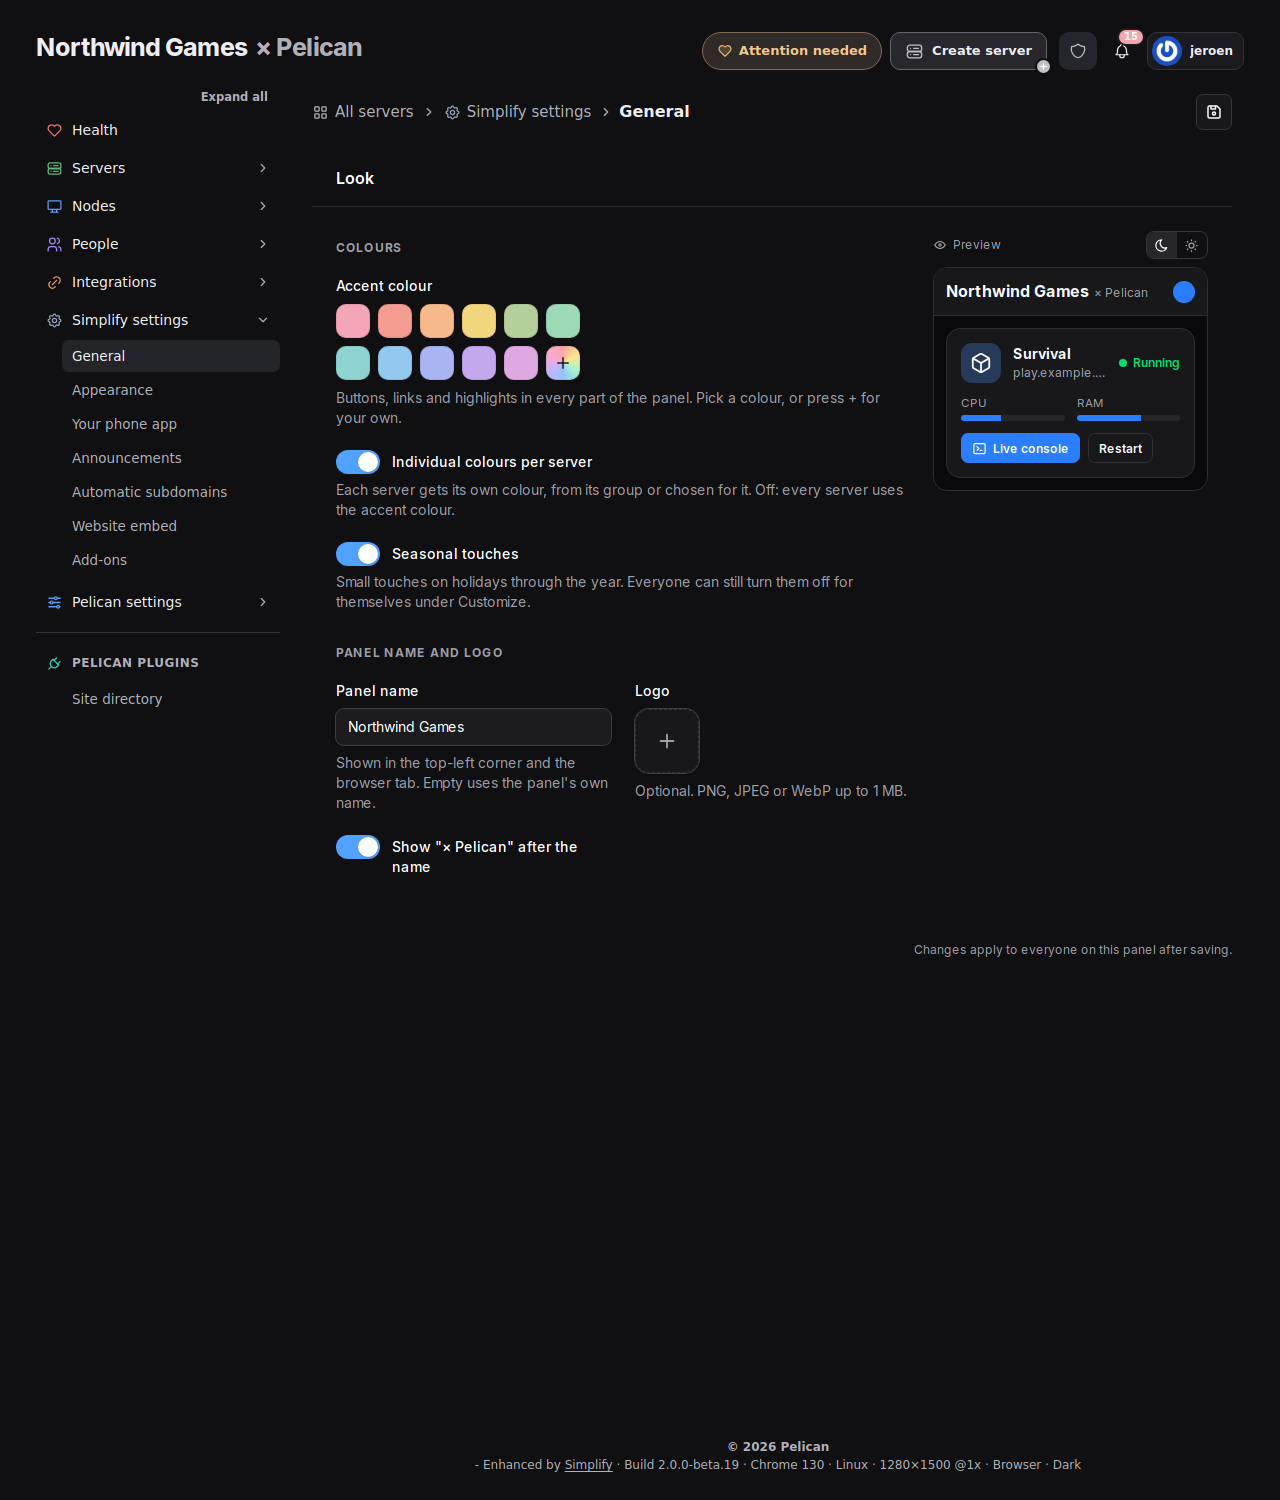 Northwind Games × Pelican
Attention needed
Create server
15
jeroen
Expand all
Health
Servers
Nodes
People
Integrations
Simplify settings
General
Appearance
Your phone app
Announcements
Automatic subdomains
Website embed
Add-ons
Pelican settings
PELICAN PLUGINS
Site directory
All servers > Simplify settings > General
Look
COLOURS
Accent colour
Buttons, links and highlights in every part of the panel. Pick a colour, or press + for
your own.
Individual colours per server
Each server gets its own colour, from its group or chosen for it. Off: every server uses
the accent colour.
Seasonal touches
Small touches on holidays through the year. Everyone can still turn them off for
themselves under Customize.
PANEL NAME AND LOGO
Panel name
Northwind Games
Shown in the top-left corner and the
browser tab. Empty uses the panel's own
name.
Show "× Pelican" after the
name
Logo
Optional. PNG, JPEG or WebP up to 1 MB.
Preview
Northwind Games × Pelican
Survival
play.example....
Running
CPU
RAM
Live console
Restart
Changes apply to everyone on this panel after saving.
© 2026 Pelican
- Enhanced by Simplify · Build 2.0.0-beta.19 · Chrome 130 · Linux · 1280×1500 @1x · Browser · Dark